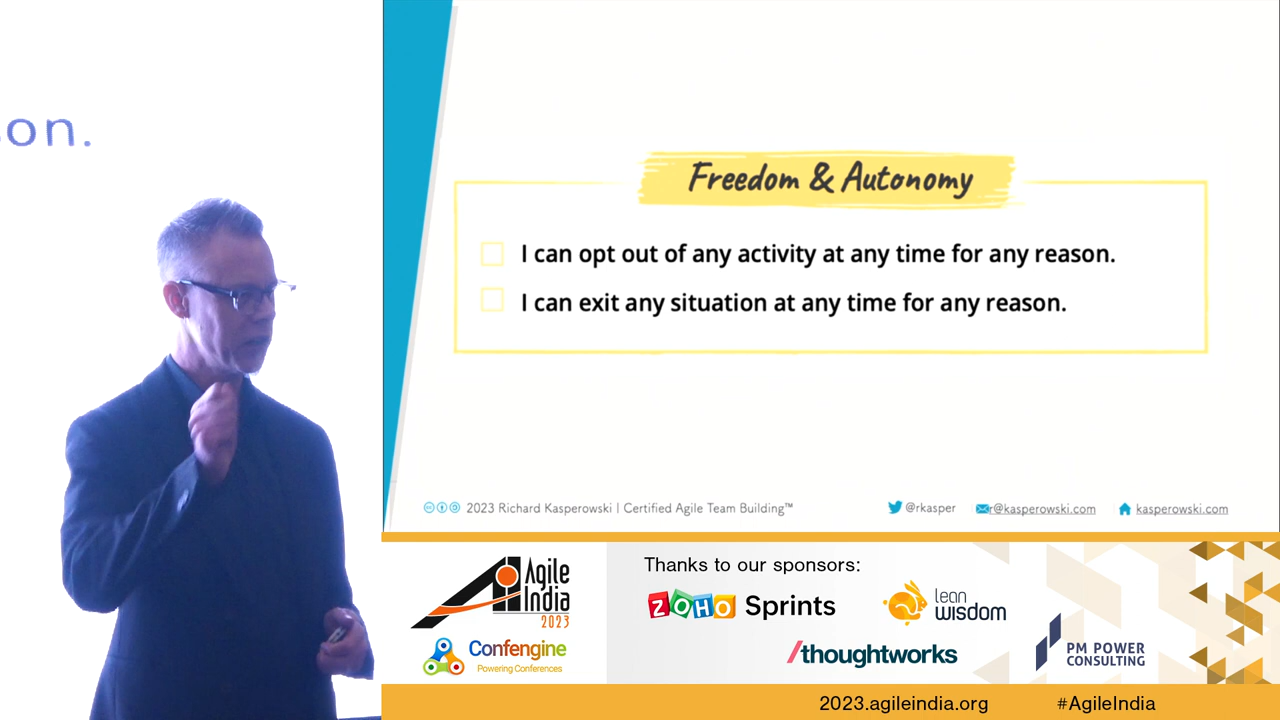 on.
Freedom & Autonomy
I can opt out of any activity at any time for any reason.
I can exit any situation at any time for any reason.
2023 Richard Kasperowski | Certified Agile Team Building™
@rkasper
r@kasperowski.com
kasperowski.com
Agile
India
2023
Confengine
Powering Conferences
Thanks to our sponsors:
ZOHO Sprints
lean
wisdom
/thoughtworks
PM POWER
CONSULTING
2023.agileindia.org
#AgileIndia